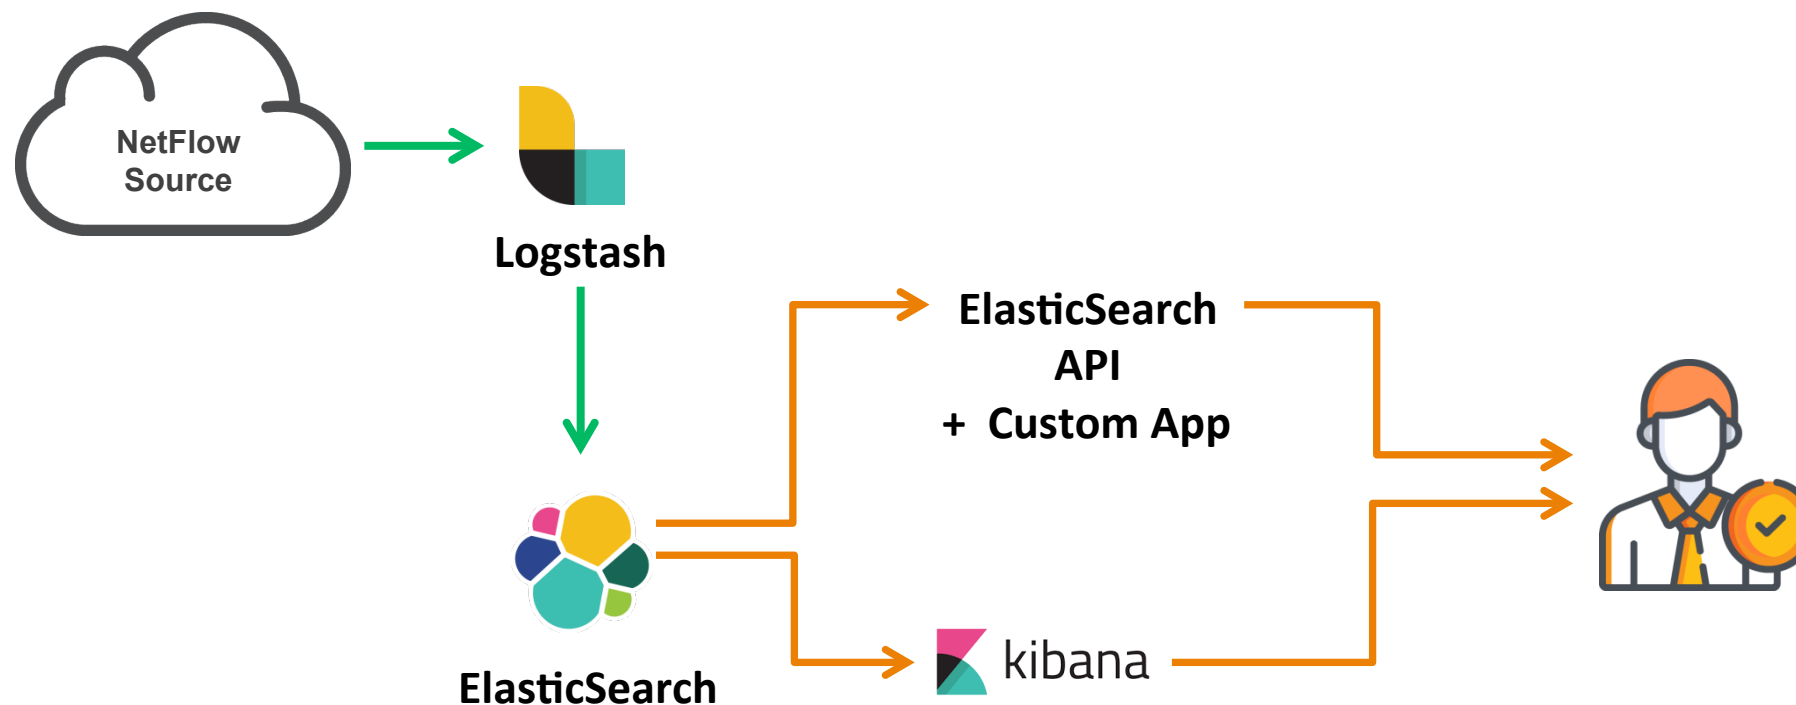 NetFlow
Source
Logstash
ElasticSearch
API
+ Custom App
kibana
ElasticSearch